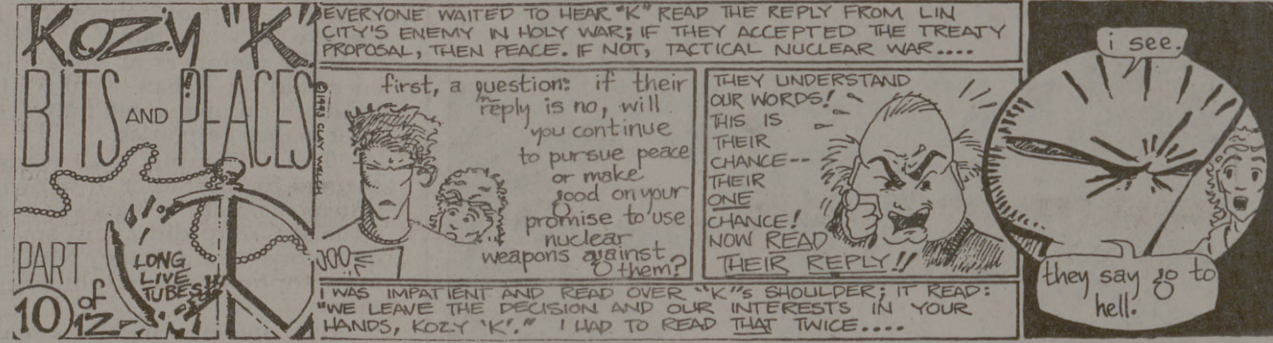 KOZY "K"
BITS AND PEACES
LONG
LIVE
TUBES!!
PART
10 of
12
©1983 CLAY WELCH
EVERYONE WAITED TO HEAR "K" READ THE REPLY FROM LIN
CITY'S ENEMY IN HOLY WAR; IF THEY ACCEPTED THE TREATY
PROPOSAL, THEN PEACE. IF NOT, TACTICAL NUCLEAR WAR....
first, a question: if their
reply is no, will
you continue
to pursue peace
or make
good on your
promise to use
nuclear
weapons against
them?
THEY UNDERSTAND
OUR WORDS!
THIS IS
THEIR
CHANCE--
THEIR
ONE
CHANCE!
NOW READ
THEIR REPLY!!
I WAS IMPATIENT AND READ OVER "K"'S SHOULDER; IT READ:
"WE LEAVE THE DECISION AND OUR INTERESTS IN YOUR
HANDS, KOZY 'K'." I HAD TO READ THAT TWICE....
i see.
they say go to
hell.